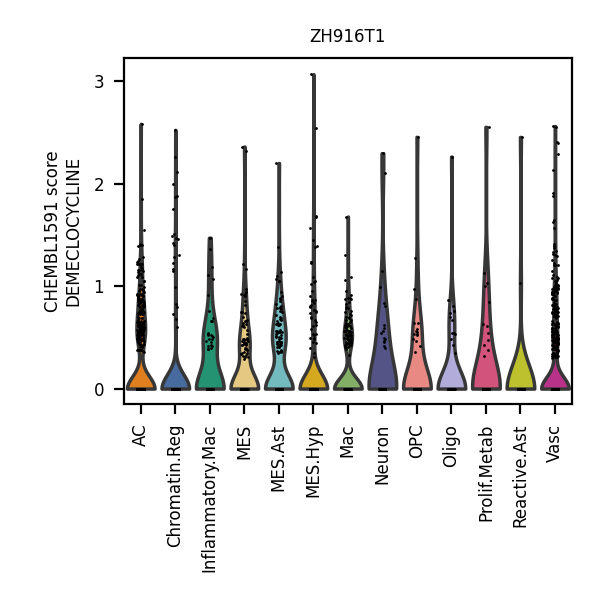 ZH916T1
CHEMBL1591 score
DEMECLOCYCLINE
3
2
1
0
AC
Chromatin.Reg
Inflammatory.Mac
MES
MES.Ast
MES.Hyp
Mac
Neuron
OPC
Oligo
Prolif.Metab
Reactive.Ast
Vasc